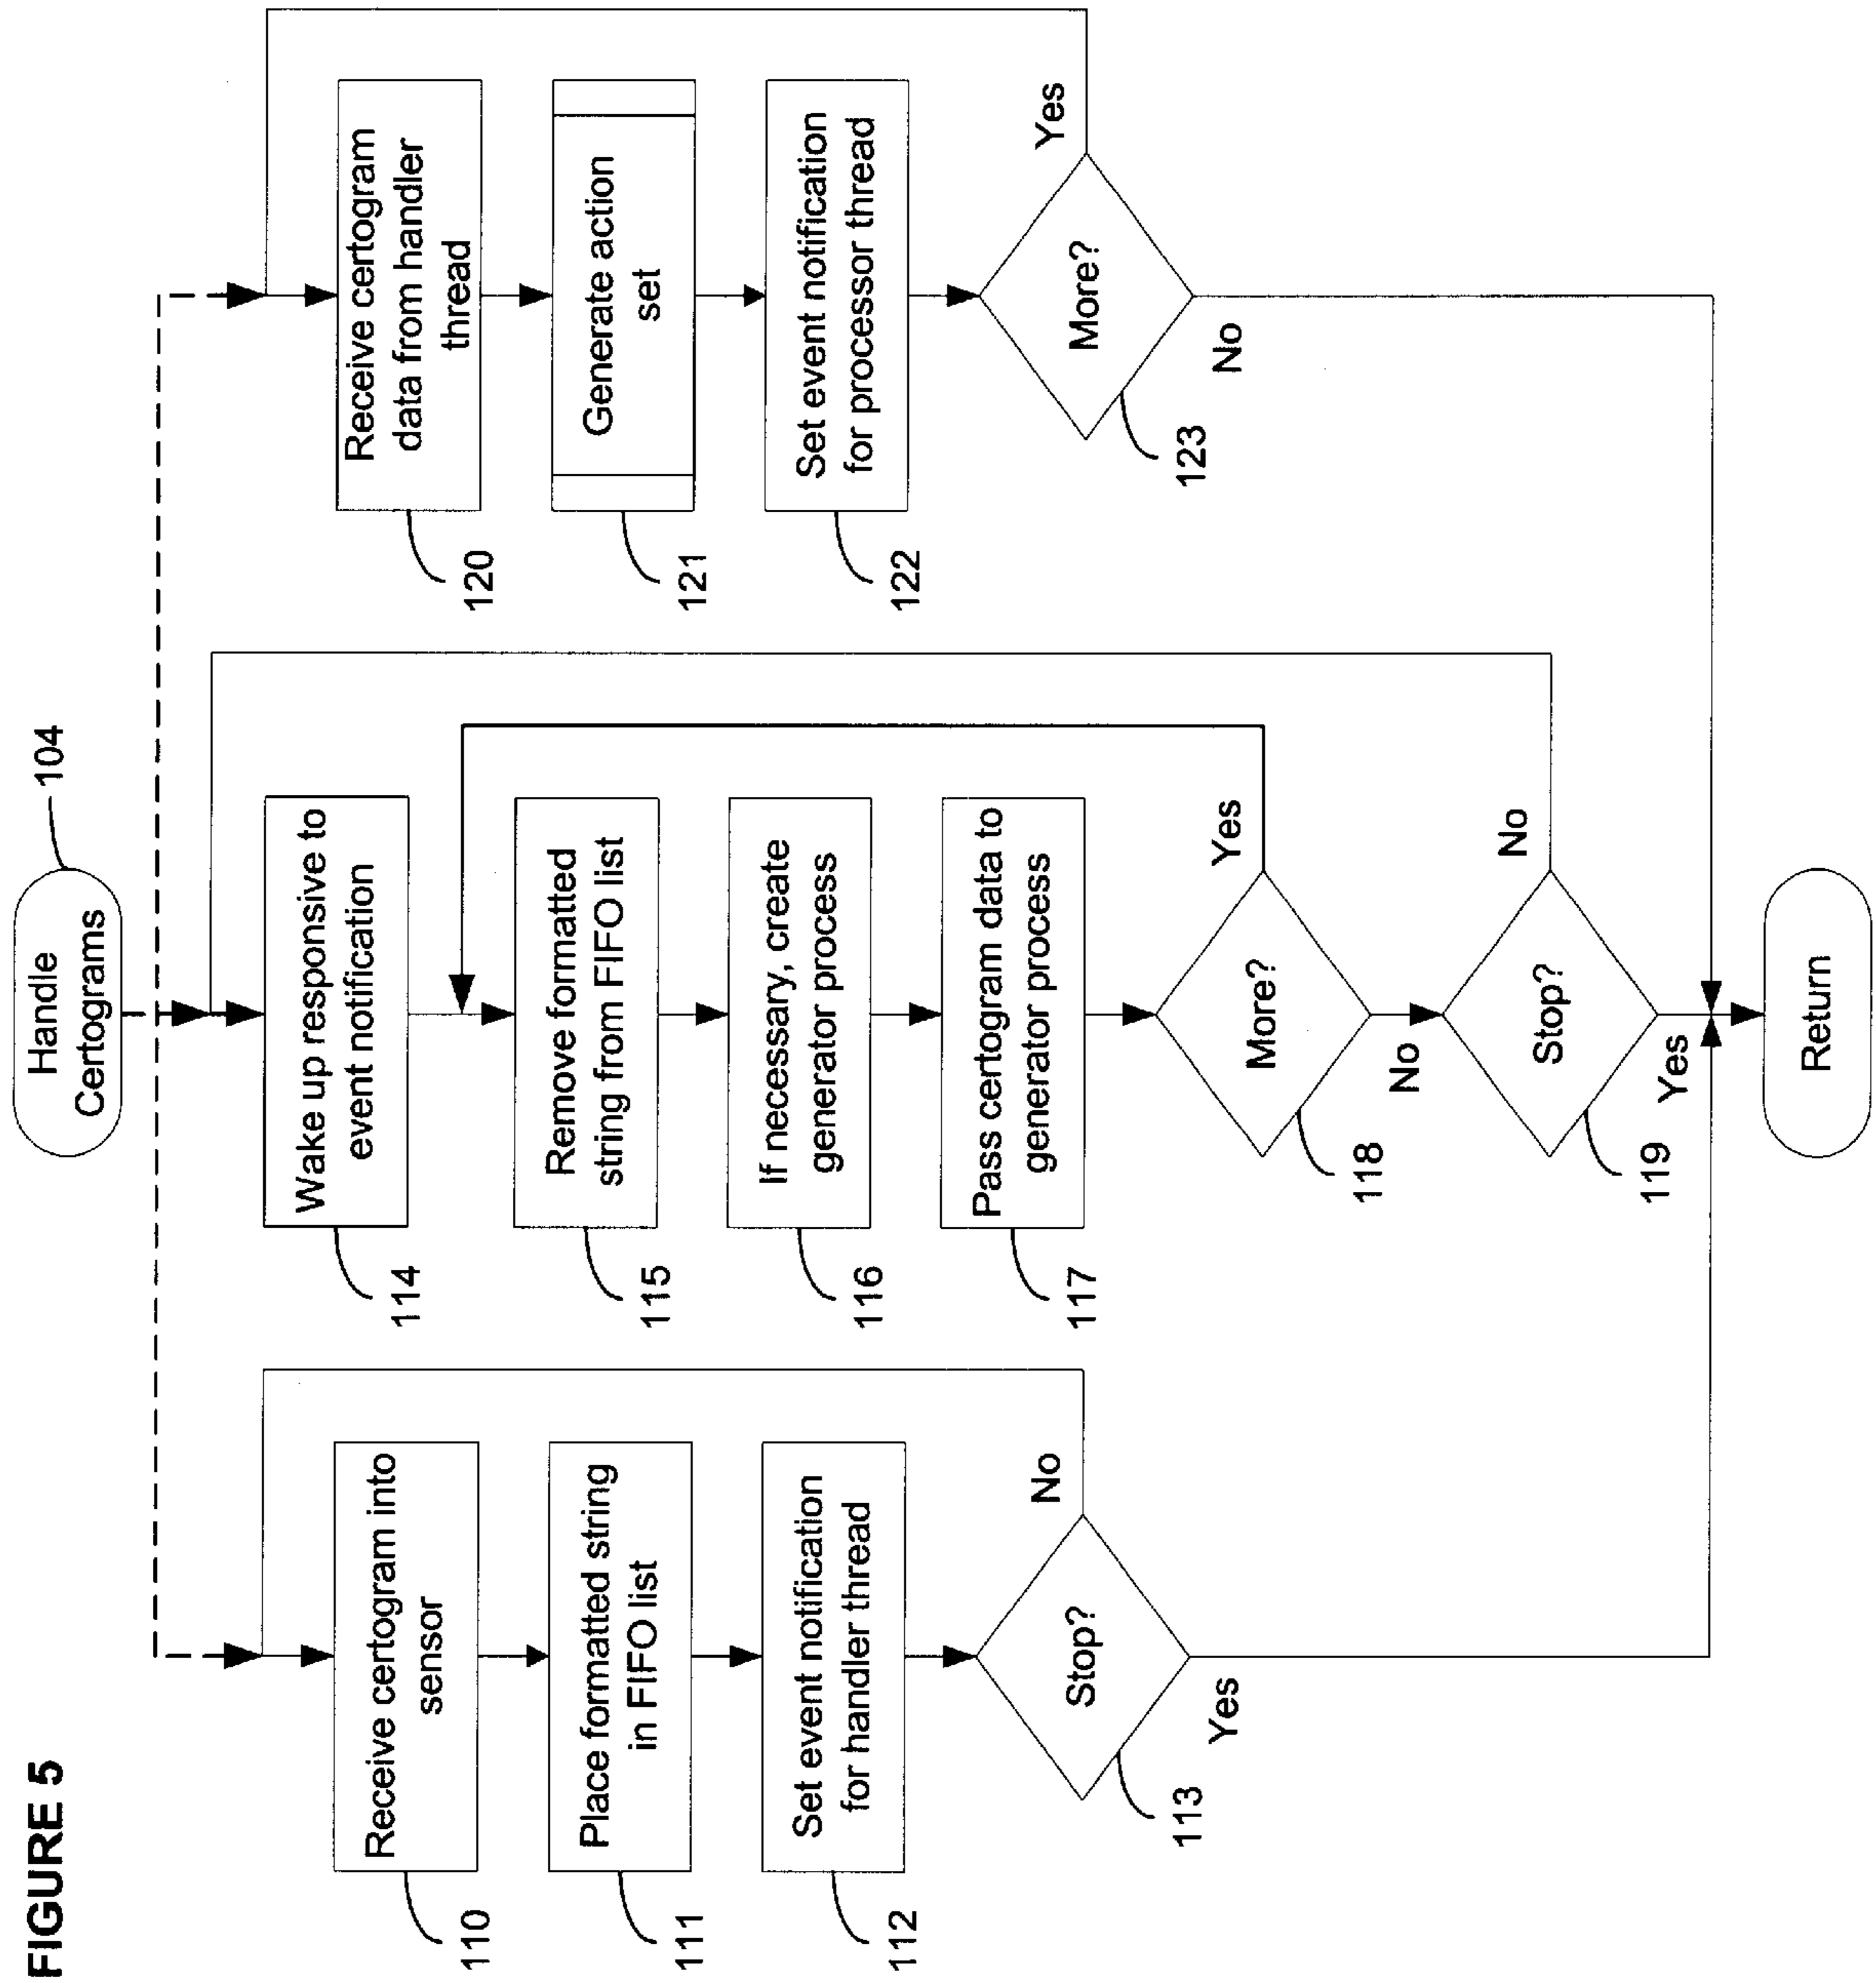 FIGURE 5
Handle
Certograms
104
Receive certogram into
sensor
110
Place formatted string
in FIFO list
111
Set event notification
for handler thread
112
Stop?
113
No
Yes
Wake up responsive to
event notification
114
Remove formatted
string from FIFO list
115
If necessary, create
generator process
116
Pass certogram data to
generator process
117
More?
118
Yes
No
Stop?
119
No
Yes
Receive certogram
data from handler
thread
120
Generate action
set
121
Set event notification
for processor thread
122
More?
123
Yes
No
Return